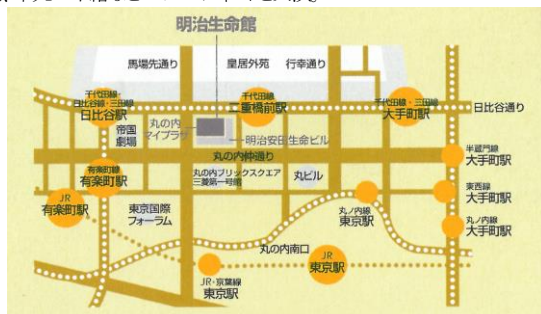 明治生命館
馬場先通り
皇居外苑
行幸通り
千代田線・
日比谷線・三田線
日比谷駅
千代田線
二重橋前駅
千代田線・三田線
大手町駅
日比谷通り
帝国
劇場
丸の内
マイプラザ
明治安田生命ビル
丸の内仲通り
半蔵門線
大手町駅
有楽町線
有楽町駅
丸の内ブリックスクエア
三菱第一号館
丸ビル
東西線
大手町駅
JR
有楽町駅
東京国際
フォーラム
丸ノ内線
東京駅
丸ノ内線
大手町駅
丸の内南口
JR
東京駅
JR・京葉線
東京駅